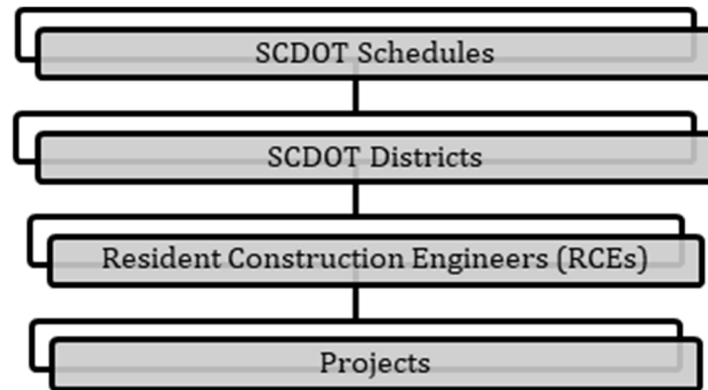 SCDOT Schedules
SCDOT Districts
Resident Construction Engineers (RCEs)
Projects